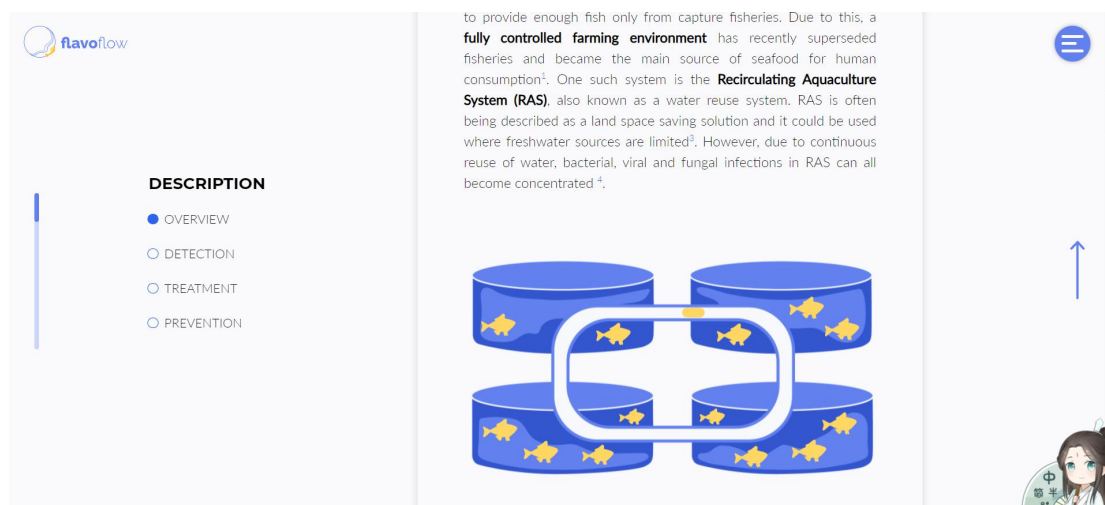 flavoflow
to provide enough fish only from capture fisheries. Due to this, a
fully controlled farming environment has recently superseded
fisheries and became the main source of seafood for human
consumption¹. One such system is the Recirculating Aquaculture
System (RAS), also known as a water reuse system. RAS is often
being described as a land space saving solution and it could be used
where freshwater sources are limited³. However, due to continuous
reuse of water, bacterial, viral and fungal infections in RAS can all
become concentrated ⁴.
DESCRIPTION
OVERVIEW
DETECTION
TREATMENT
PREVENTION
中
简 半